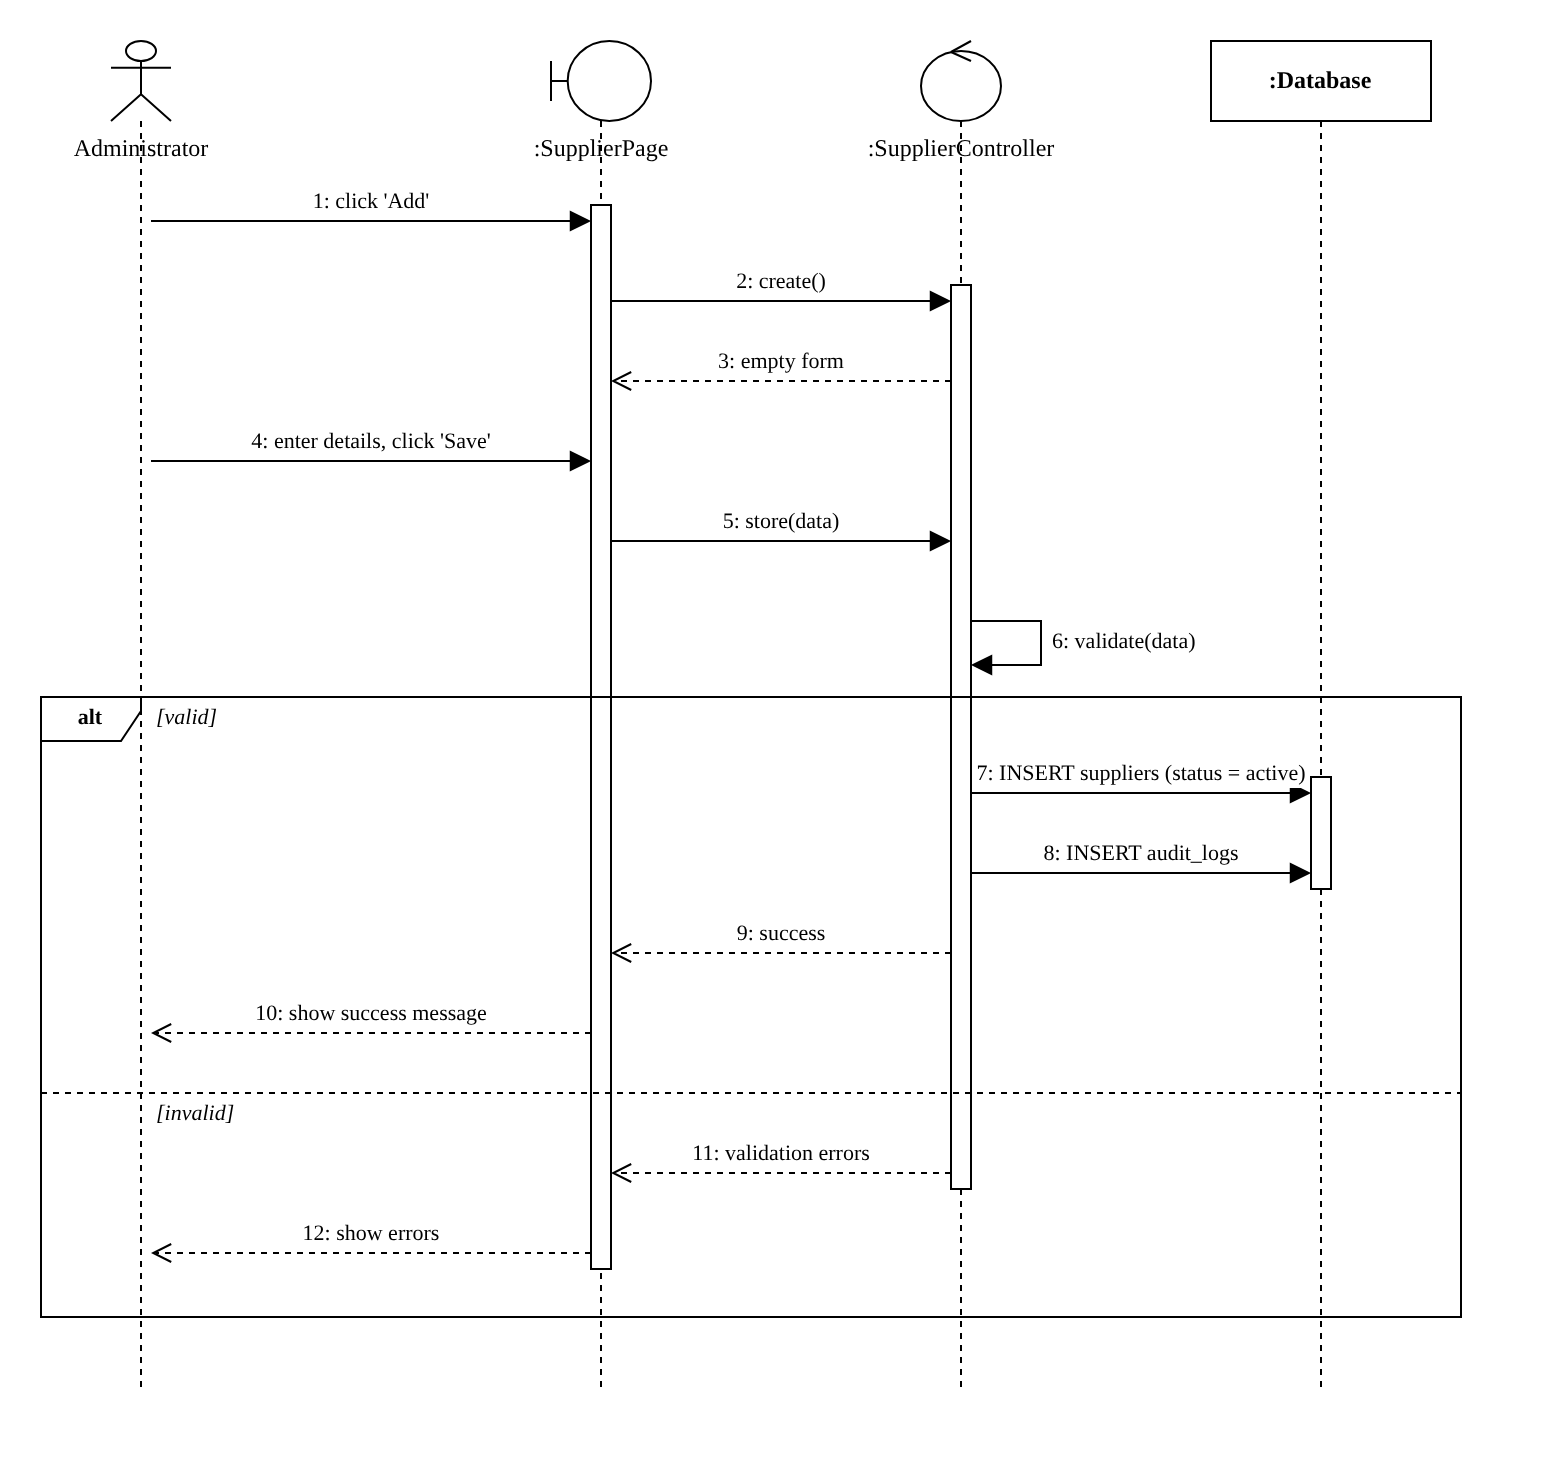 Administrator
:SupplierPage
:SupplierController
:Database
1: click 'Add'
2: create()
3: empty form
4: enter details, click 'Save'
5: store(data)
6: validate(data)
alt
[valid]
7: INSERT suppliers (status = active)
8: INSERT audit_logs
9: success
10: show success message
[invalid]
11: validation errors
12: show errors